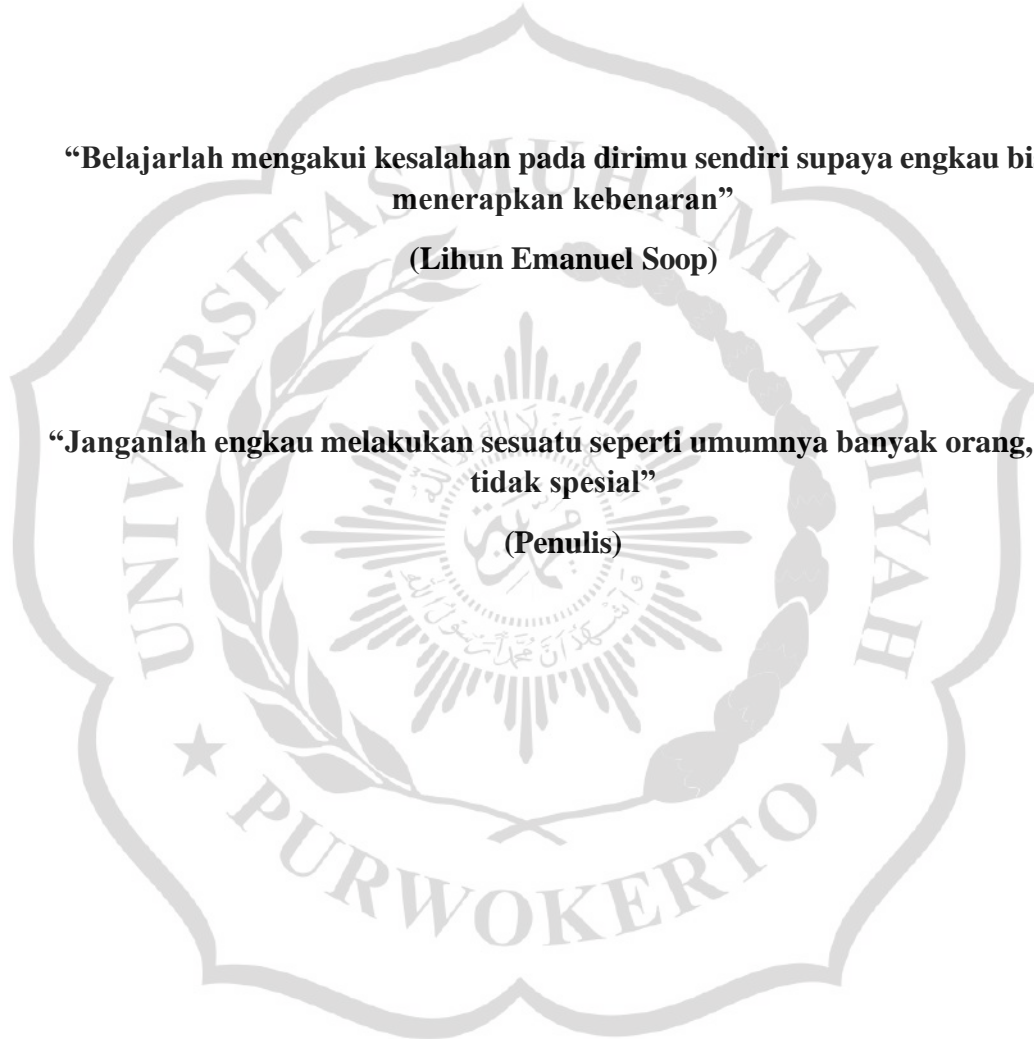 “Belajarlah mengakui kesalahan pada dirimu sendiri supaya engkau bi
menerapkan kebenaran”
(Lihun Emanuel Soop)
“Janganlah engkau melakukan sesuatu seperti umumnya banyak orang,
tidak spesial”
(Penulis)
UNIVERSITAS MUHAMMADIYAH
PURWOKERTO